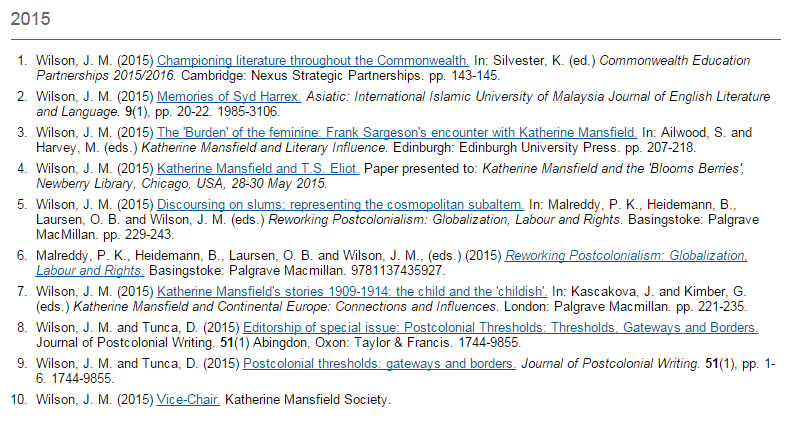 2015
1. Wilson, J. M. (2015) Championing literature throughout the Commonwealth. In: Silvester, K. (ed.) Commonwealth Education
Partnerships 2015/2016. Cambridge: Nexus Strategic Partnerships. pp. 143-145.
2. Wilson, J. M. (2015) Memories of Syd Harrex. Asiatic: International Islamic University of Malaysia Journal of English Literature
and Language. 9(1), pp. 20-22. 1985-3106.
3. Wilson, J. M. (2015) The 'Burden' of the feminine: Frank Sargeson's encounter with Katherine Mansfield. In: Ailwood, S. and
Harvey, M. (eds.) Katherine Mansfield and Literary Influence. Edinburgh: Edinburgh University Press. pp. 207-218.
4. Wilson, J. M. (2015) Katherine Mansfield and T.S. Eliot. Paper presented to: Katherine Mansfield and the 'Blooms Berries',
Newberry Library, Chicago, USA, 28-30 May 2015.
5. Wilson, J. M. (2015) Discoursing on slums: representing the cosmopolitan subaltern. In: Malreddy, P. K., Heidemann, B.,
Laursen, O. B. and Wilson, J. M. (eds.) Reworking Postcolonialism: Globalization, Labour and Rights. Basingstoke: Palgrave
MacMillan. pp. 229-243.
6. Malreddy, P. K., Heidemann, B., Laursen, O. B. and Wilson, J. M., (eds.) (2015) Reworking Postcolonialism: Globalization,
Labour and Rights. Basingstoke: Palgrave Macmillan. 9781137435927.
7. Wilson, J. M. (2015) Katherine Mansfield's stories 1909-1914: the child and the 'childish'. In: Kascakova, J. and Kimber, G.
(eds.) Katherine Mansfield and Continental Europe: Connections and Influences. London: Palgrave Macmillan. pp. 221-235.
8. Wilson, J. M. and Tunca, D. (2015) Editorship of special issue: Postcolonial Thresholds: Thresholds, Gateways and Borders.
Journal of Postcolonial Writing. 51(1) Abingdon, Oxon: Taylor & Francis. 1744-9855.
9. Wilson, J. M. and Tunca, D. (2015) Postcolonial thresholds: gateways and borders. Journal of Postcolonial Writing. 51(1), pp. 1-
6. 1744-9855.
10. Wilson, J. M. (2015) Vice-Chair. Katherine Mansfield Society.